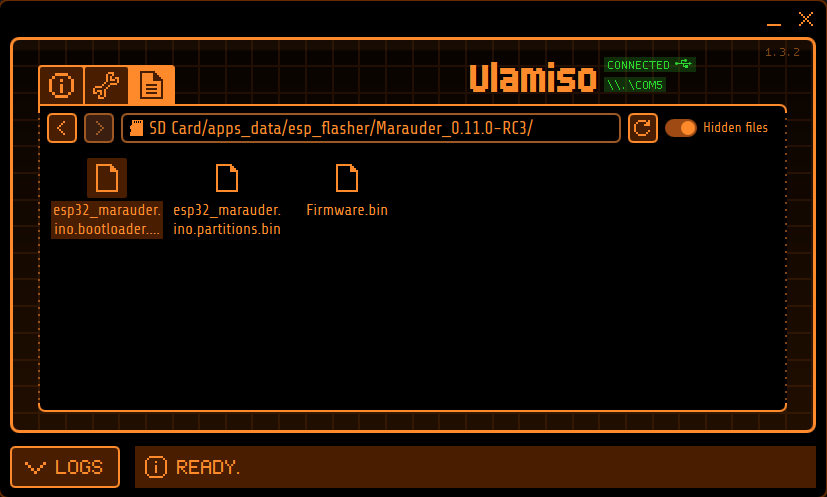 1.3.2
Ulamiso
CONNECTED
\\.\COM5
SD Card/apps_data/esp_flasher/Marauder_0.11.0-RC3/
Hidden files
esp32_marauder.
ino.bootloader....
esp32_marauder.
ino.partitions.bin
Firmware.bin
LOGS
READY.